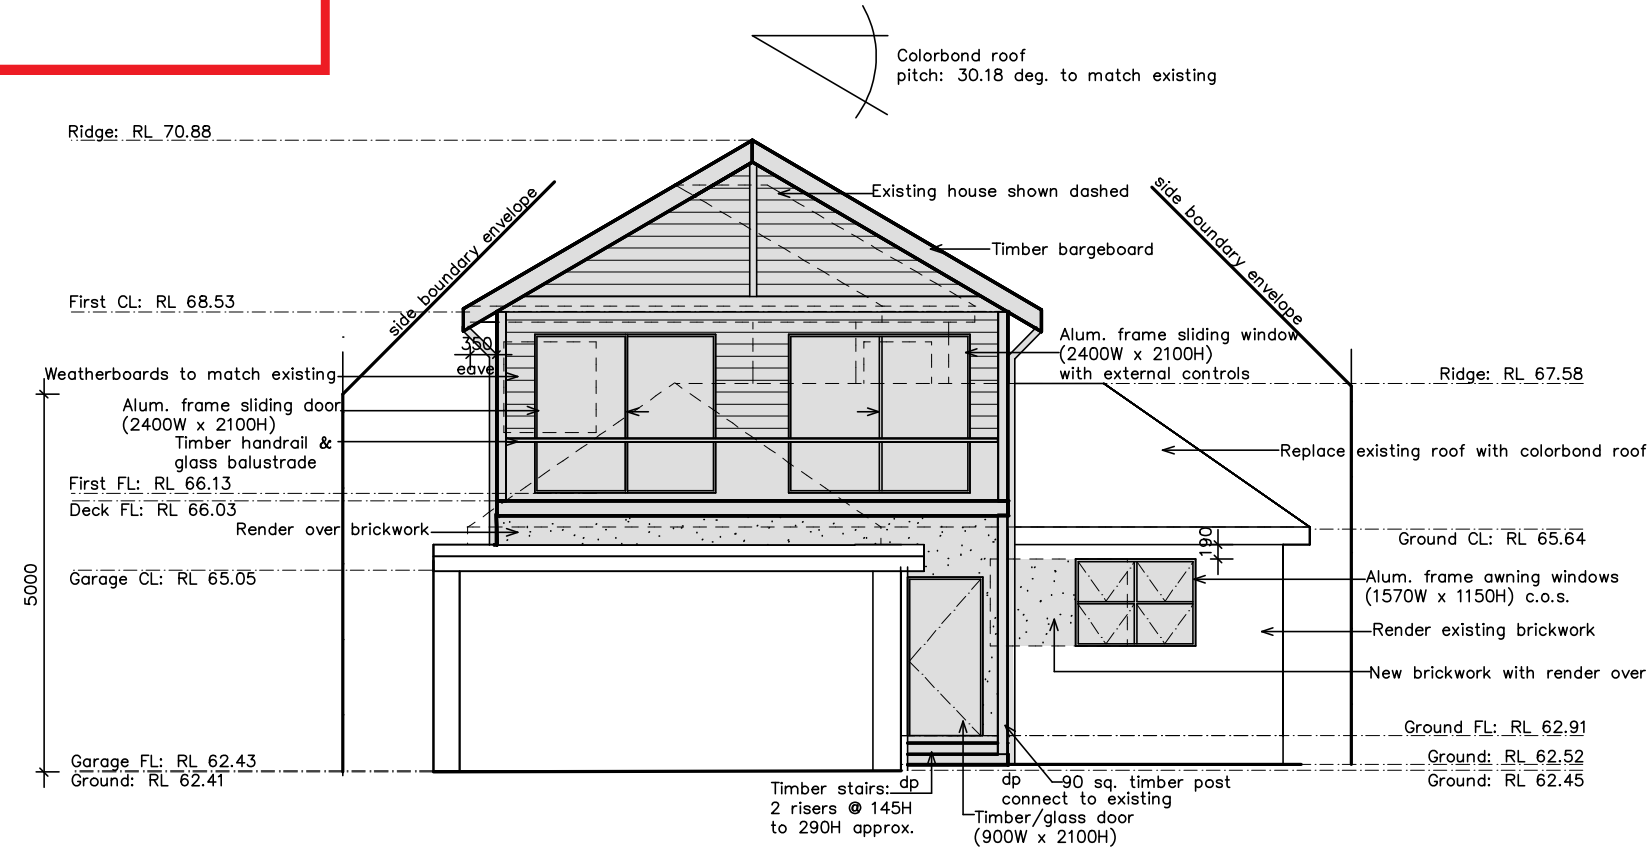 Colorbond roof
pitch: 30.18 deg. to match existing
Ridge: RL 70.88
side boundary envelope
Existing house shown dashed
side boundary envelope
Timber bargeboard
First CL: RL 68.53
350
eave
Alum. frame sliding window
(2400W x 2100H)
with external controls
Weatherboards to match existing
Ridge: RL 67.58
Alum. frame sliding door
(2400W x 2100H)
Timber handrail &
glass balustrade
Replace existing roof with colorbond roof
First FL: RL 66.13
Deck FL: RL 66.03
Render over brickwork
190
Ground CL: RL 65.64
Garage CL: RL 65.05
5000
Alum. frame awning windows
(1570W x 1150H) c.o.s.
Render existing brickwork
New brickwork with render over
Ground FL: RL 62.91
Garage FL: RL 62.43
Ground: RL 62.41
Ground: RL 62.52
Ground: RL 62.45
dp
dp
Timber stairs:
2 risers @ 145H
to 290H approx.
90 sq. timber post
connect to existing
Timber/glass door
(900W x 2100H)